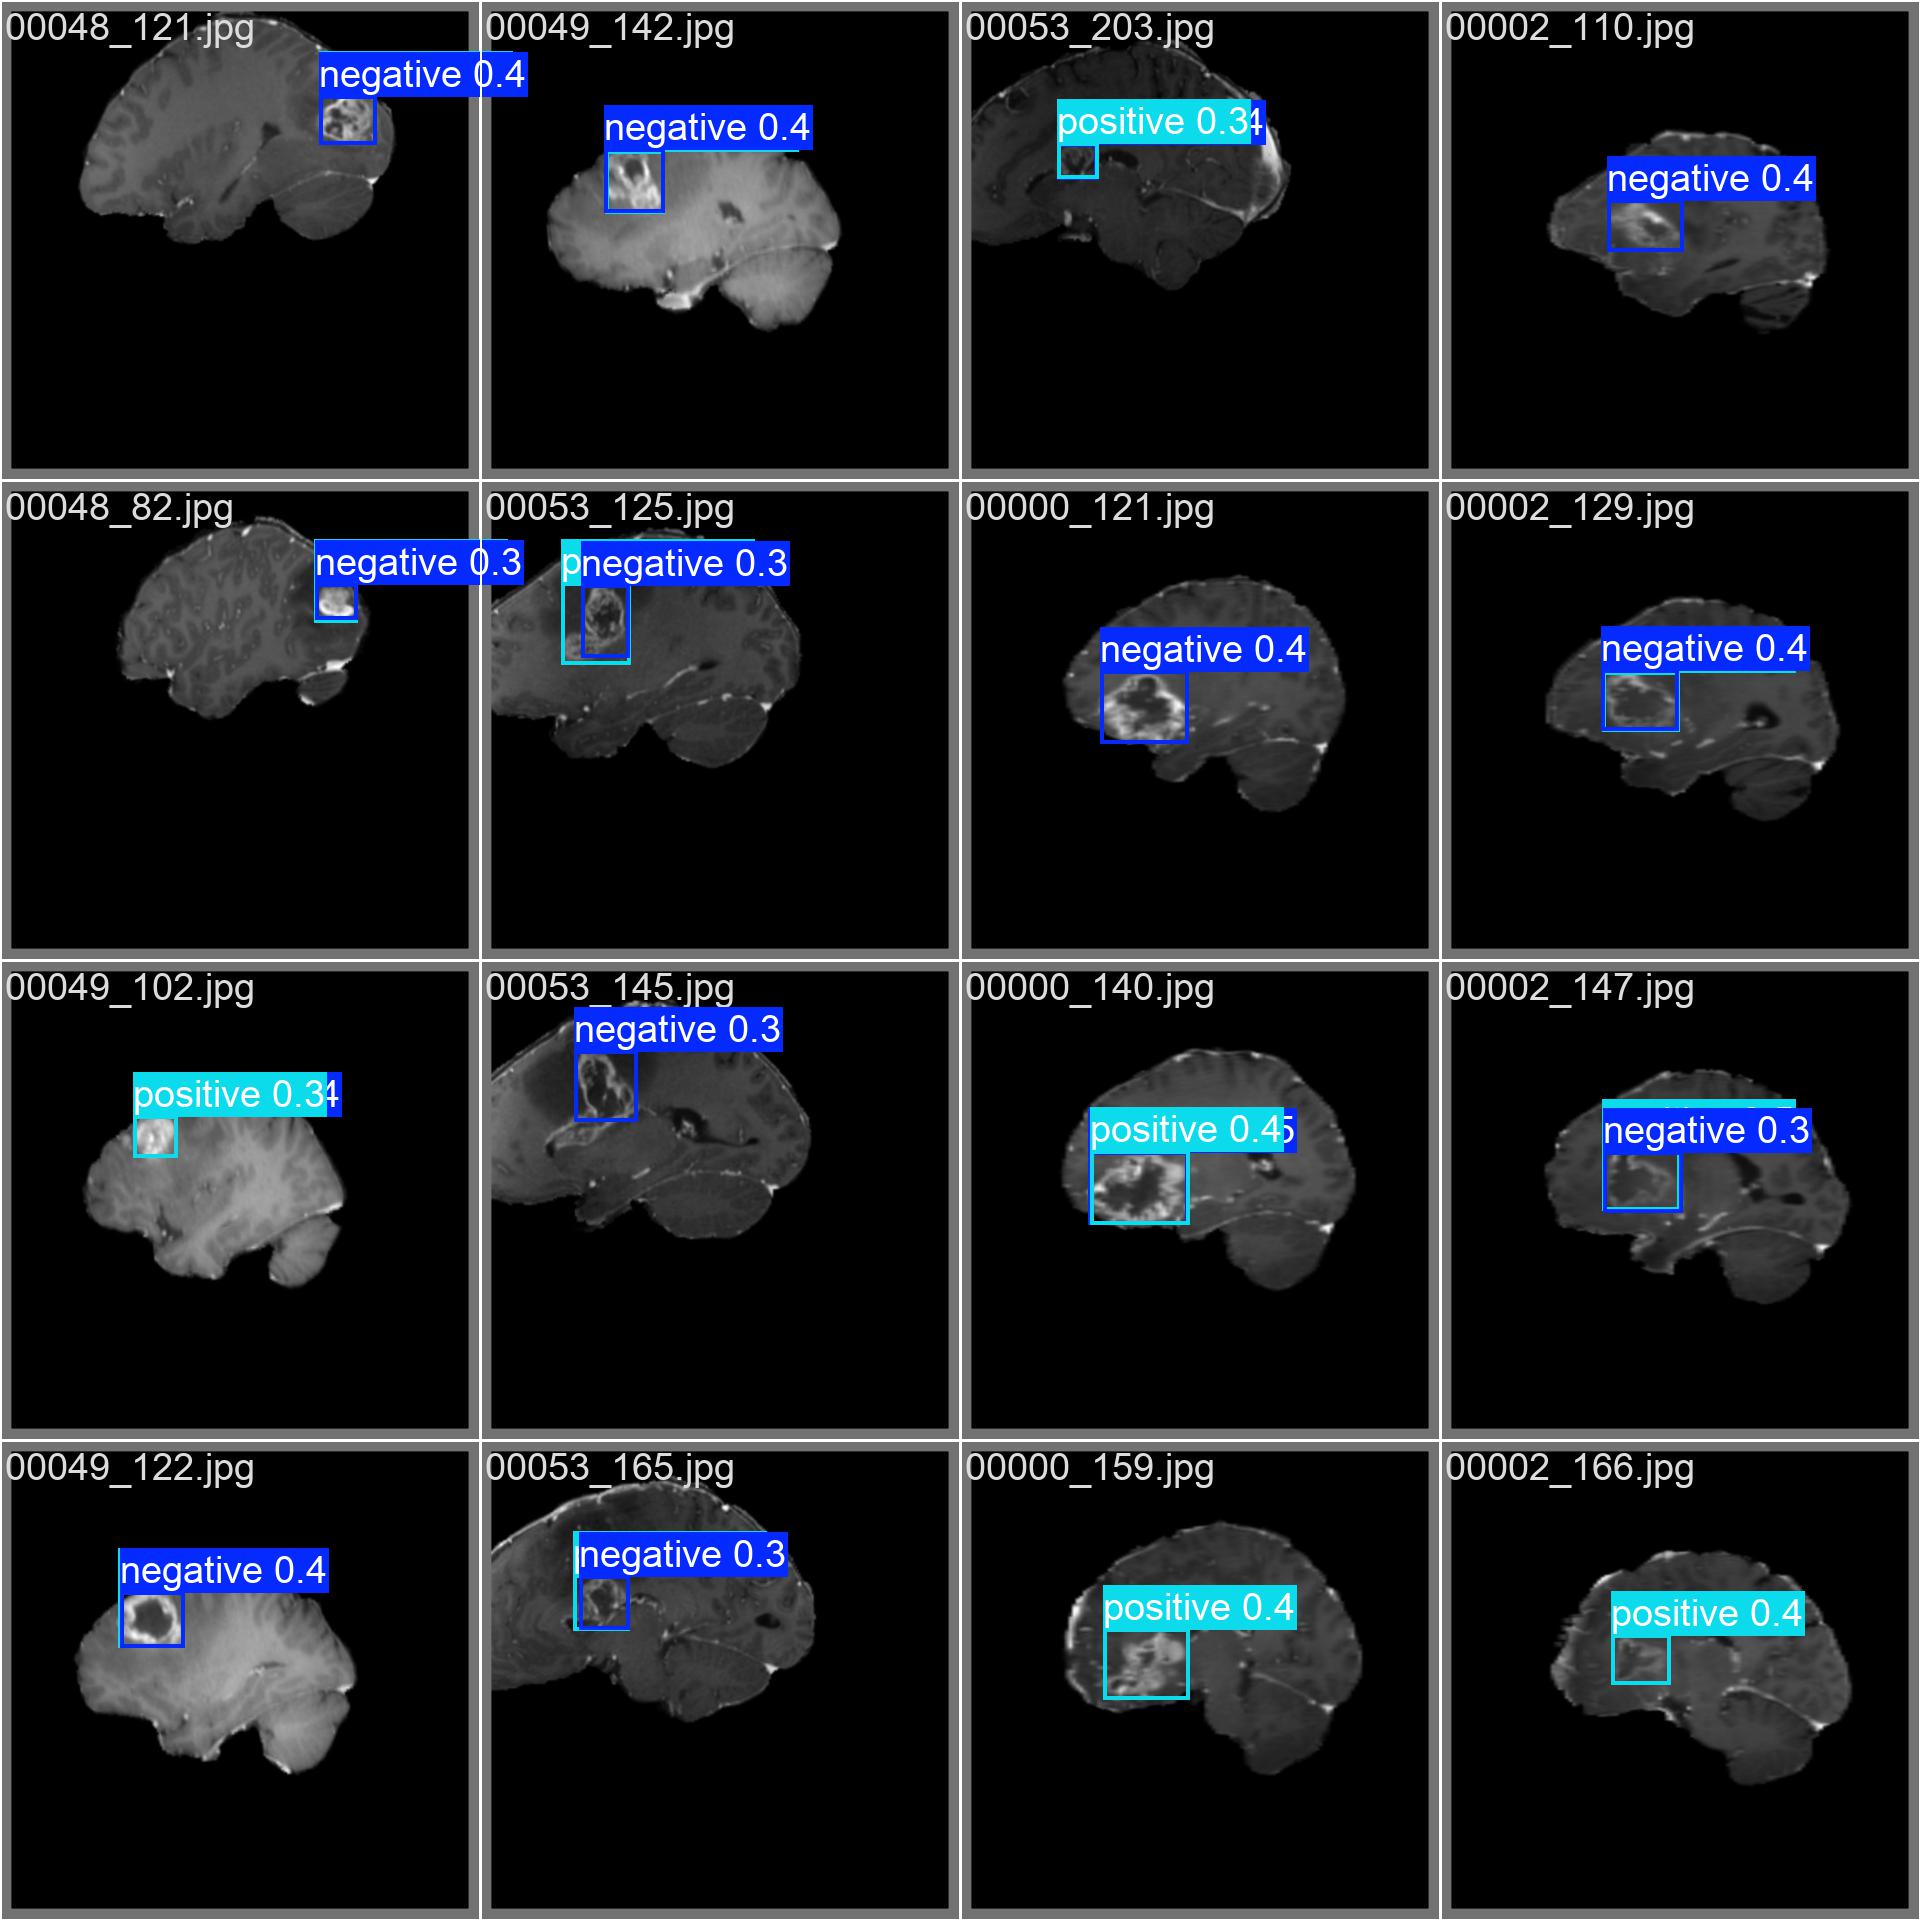 00048_121.jpg
negative 0.4
00049_142.jpg
negative 0.4
00053_203.jpg
positive 0.34
00002_110.jpg
negative 0.4
00048_82.jpg
negative 0.3
00053_125.jpg
p
negative 0.3
00000_121.jpg
negative 0.4
00002_129.jpg
negative 0.4
00049_102.jpg
positive 0.34
00053_145.jpg
negative 0.3
00000_140.jpg
positive 0.45
00002_147.jpg
negative 0.3
00049_122.jpg
negative 0.4
00053_165.jpg
negative 0.3
00000_159.jpg
positive 0.4
00002_166.jpg
positive 0.4